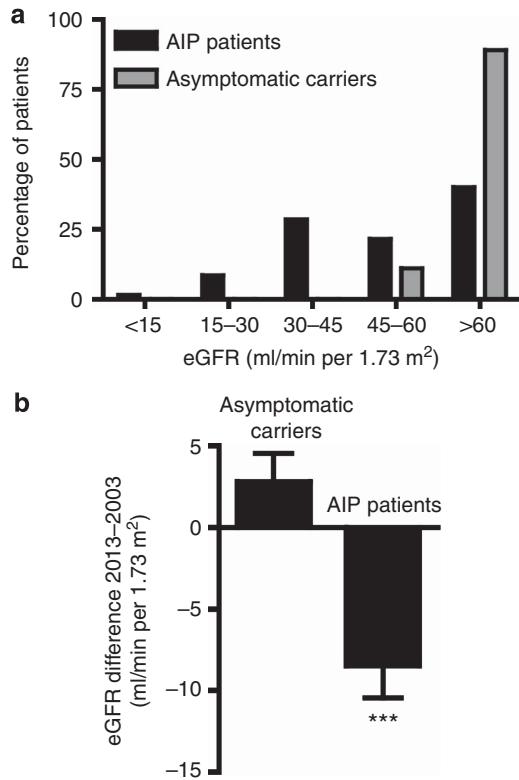 a
100
75
50
25
0
Percentage of patients
AIP patients
Asymptomatic carriers
<15
15–30
30–45
45–60
>60
eGFR (ml/min per 1.73 m²)
b
Asymptomatic
carriers
AIP patients
5
0
–5
–10
–15
eGFR difference 2013–2003
(ml/min per 1.73 m²)
***